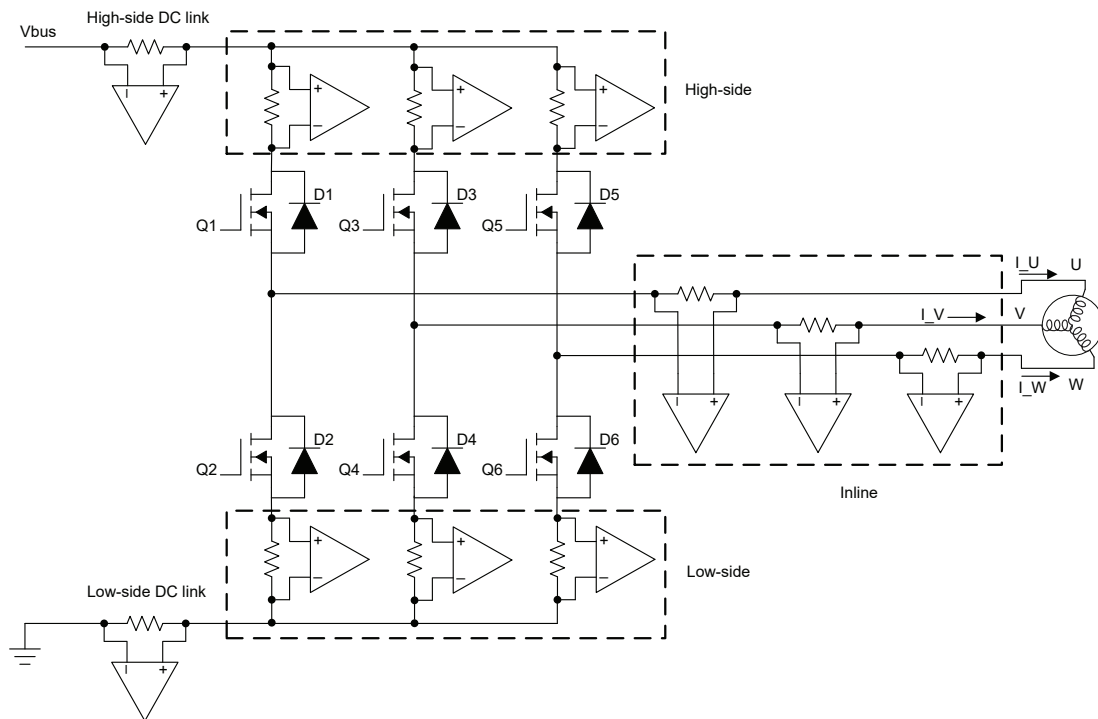 High-side DC link
Vbus
High-side
+
+
+
−
−
−
− +
D1
D3
D5
Q1
Q3
Q5
I_U
U
I_V
V
I_W
W
− +
− +
− +
D2
D4
D6
Q2
Q4
Q6
Inline
+
+
+
−
−
−
Low-side
Low-side DC link
− +